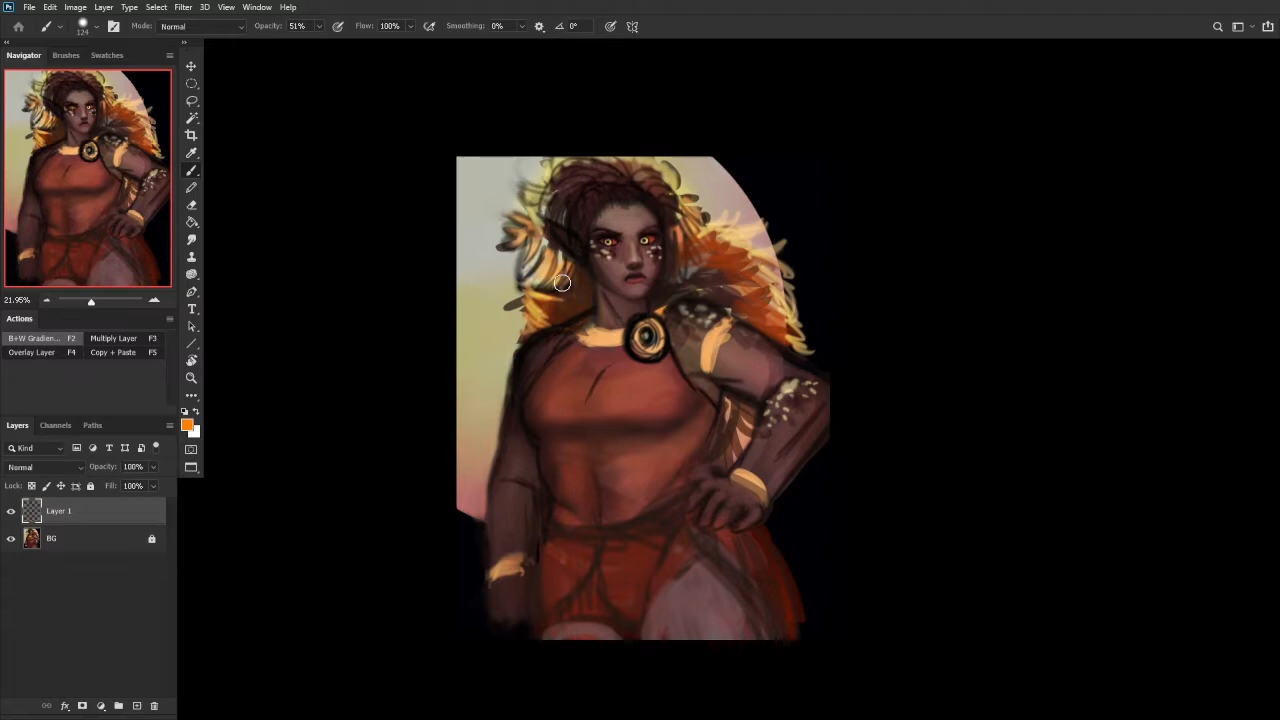 Ps File Edit Image Layer Type Select Filter 3D View Window Help
124 Mode: Normal Opacity: 51% Flow: 100% Smoothing: 0% 0°
Navigator Brushes Swatches
21.95%
Actions
B+W Gradien... F2 Multiply Layer F3
Overlay Layer F4 Copy + Paste F5
Layers Channels Paths
Kind
Normal Opacity: 100%
Lock: Fill: 100%
Layer 1
BG